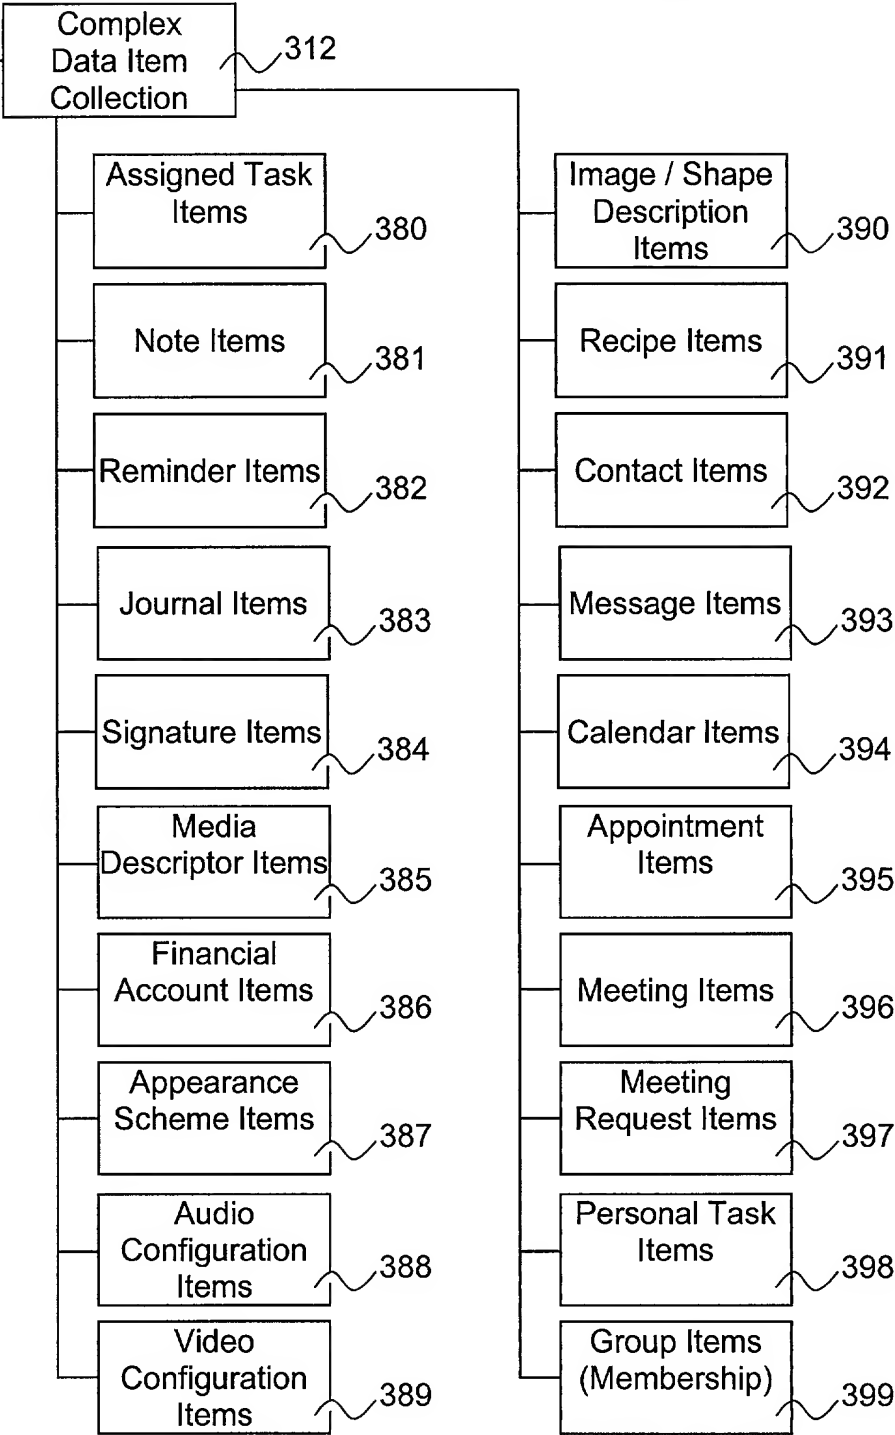 Complex
Data Item
Collection
312
Assigned Task
Items
380
Note Items
381
Reminder Items
382
Journal Items
383
Signature Items
384
Media
Descriptor Items
385
Financial
Account Items
386
Appearance
Scheme Items
387
Audio
Configuration
Items
388
Video
Configuration
Items
389
Image / Shape
Description
Items
390
Recipe Items
391
Contact Items
392
Message Items
393
Calendar Items
394
Appointment
Items
395
Meeting Items
396
Meeting
Request Items
397
Personal Task
Items
398
Group Items
(Membership)
399